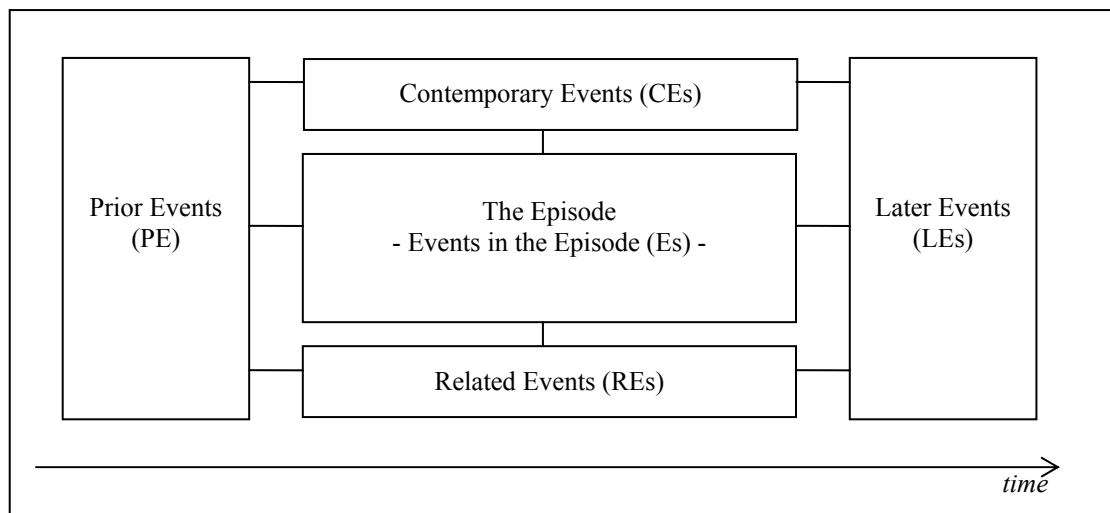 Contemporary Events (CEs)
Prior Events
(PE)
The Episode
- Events in the Episode (Es) -
Later Events
(LEs)
Related Events (REs)
time